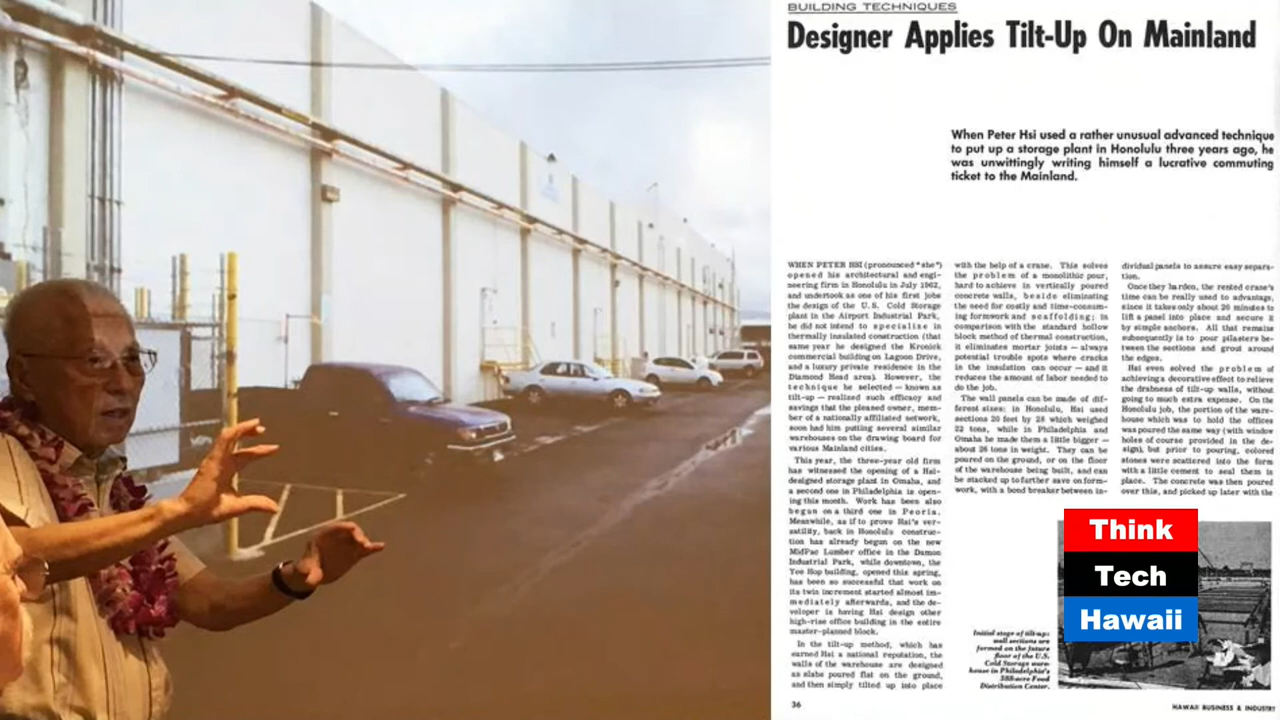 BUILDING TECHNIQUES
Designer Applies Tilt-Up On Mainland
When Peter Hsi used a rather unusual advanced technique
to put up a storage plant in Honolulu three years ago, he
was unwittingly writing himself a lucrative commuting
ticket to the Mainland.
WHEN PETER HSI (pronounced "she")
opened his architectural and engi-
neering firm in Honolulu in July 1962,
and undertook as one of his first jobs
the design of the U.S. Cold Storage
plant in the Airport Industrial Park,
he did not intend to specialize in
thermally insulated construction (that
same year he designed the Kronick
commercial building on Lagoon Drive,
and a luxury private residence in the
Diamond Head area). However, the
technique he selected — known as
tilt-up — realized such efficacy and
savings that the pleased owner, mem-
ber of a nationally affiliated network,
soon had him putting several similar
warehouses on the drawing board for
various Mainland cities.
This year, the three-year old firm
has witnessed the opening of a Hsi-
designed storage plant in Omaha, and
a second one in Philadelphia is open-
ing this month. Work has been also
begun on a third one in Peoria.
Meanwhile, as if to prove Hsi's ver-
satility, back in Honolulu construc-
tion has already begun on the new
MidPac Lumber office in the Damon
Industrial Park, while downtown, the
Yee Hop building, opened this spring,
has been so successful that work on
its twin increment started almost im-
mediately afterwards, and the de-
veloper is having Hsi design other
high-rise office building in the entire
master-planned block.
In the tilt-up method, which has
earned Hsi a national reputation, the
walls of the warehouse are designed
as slabs poured flat on the ground,
and then simply tilted up into place
with the help of a crane. This solves
the problem of a monolithic pour,
hard to achieve in vertically poured
concrete walls, beside eliminating
the need for costly and time-consum-
ing formwork and scaffolding; in
comparison with the standard hollow
block method of thermal construction,
it eliminates mortar joints — always
potential trouble spots where cracks
in the insulation can occur — and it
reduces the amount of labor needed to
do the job.
The wall panels can be made of dif-
ferent sizes: in Honolulu, Hsi used
sections 20 feet by 28 which weighed
22 tons, while in Philadelphia and
Omaha he made them a little bigger —
about 26 tons in weight. They can be
poured on the ground, or on the floor
of the warehouse being built, and can
be stacked up to further save on form-
work, with a bond breaker between in-
dividual panels to assure easy separa-
tion.
Once they harden, the rented crane's
time can be really used to advantage,
since it takes only about 20 minutes to
lift a panel into place and secure it
by simple anchors. All that remains
subsequently is to pour pilasters be-
tween the sections and grout around
the edges.
Hsi even solved the problem of
achieving a decorative effect to relieve
the drabness of tilt-up walls, without
going to much extra expense. On the
Honolulu job, the portion of the ware-
house which was to hold the offices
was poured the same way (with window
holes of course provided in the de-
sign), but prior to pouring, colored
stones were scattered into the form
with a little cement to seal them in
place. The concrete was then poured
over this, and picked up later with the
Think
Tech
Hawaii
Initial stage of tilt-up:
wall sections are
formed on the future
floor of the U.S.
Cold Storage ware-
house in Philadelphia's
388-acre Food
Distribution Center.
36
HAWAII BUSINESS & INDUSTRY